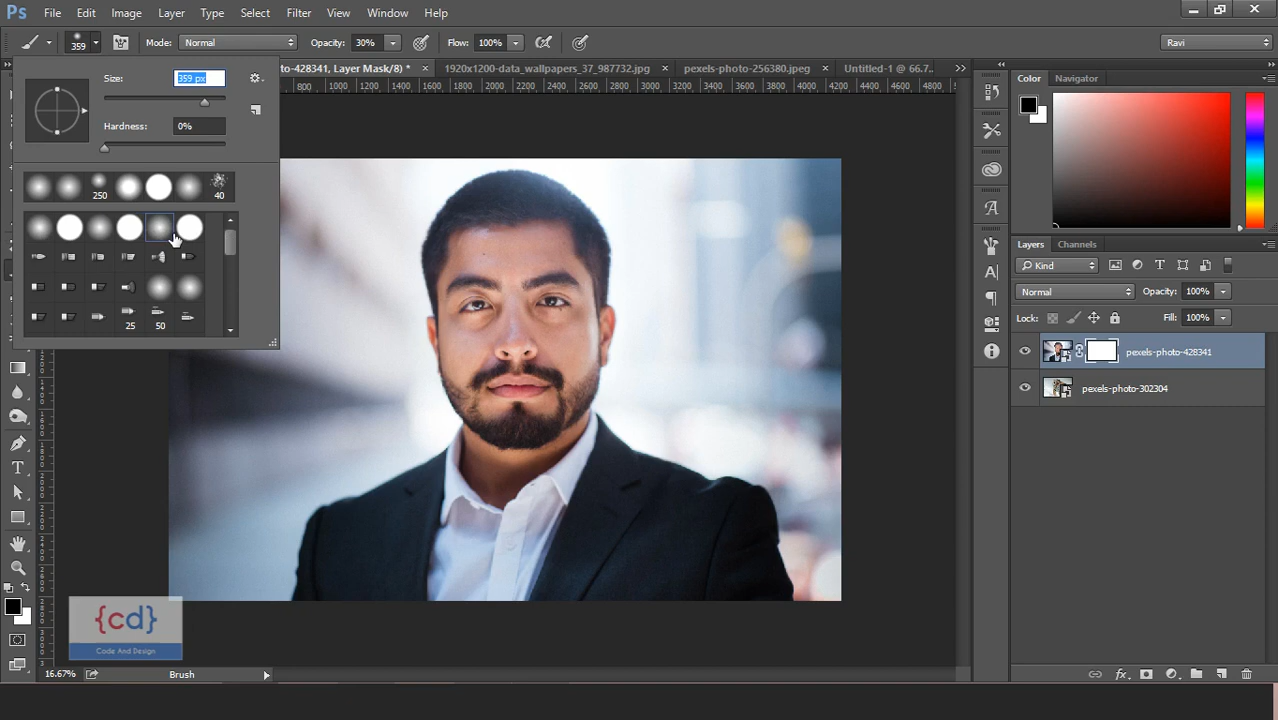 Ps File Edit Image Layer Type Select Filter View Window Help
359 Mode: Normal Opacity: 30% Flow: 100% Ravi
oto-428341, Layer Mask/8) * × 1920x1200-data_wallpapers_37_987732.jpg × pexels-photo-256380.jpeg × Untitled-1 @ 66.7...
Size: 359 px
Hardness: 0%
250 40
25 50
800 1000 1200 1400 1600 1800 2000 2200 2400 2600 2800 3000 3200 3400 3600 3800 4000 4200 4400 4600 4800 5000
Color Navigator
Layers Channels
Kind
Normal Opacity: 100%
Lock: Fill: 100%
pexels-photo-428341
pexels-photo-302304
{cd}
Code And Design
16.67% Brush